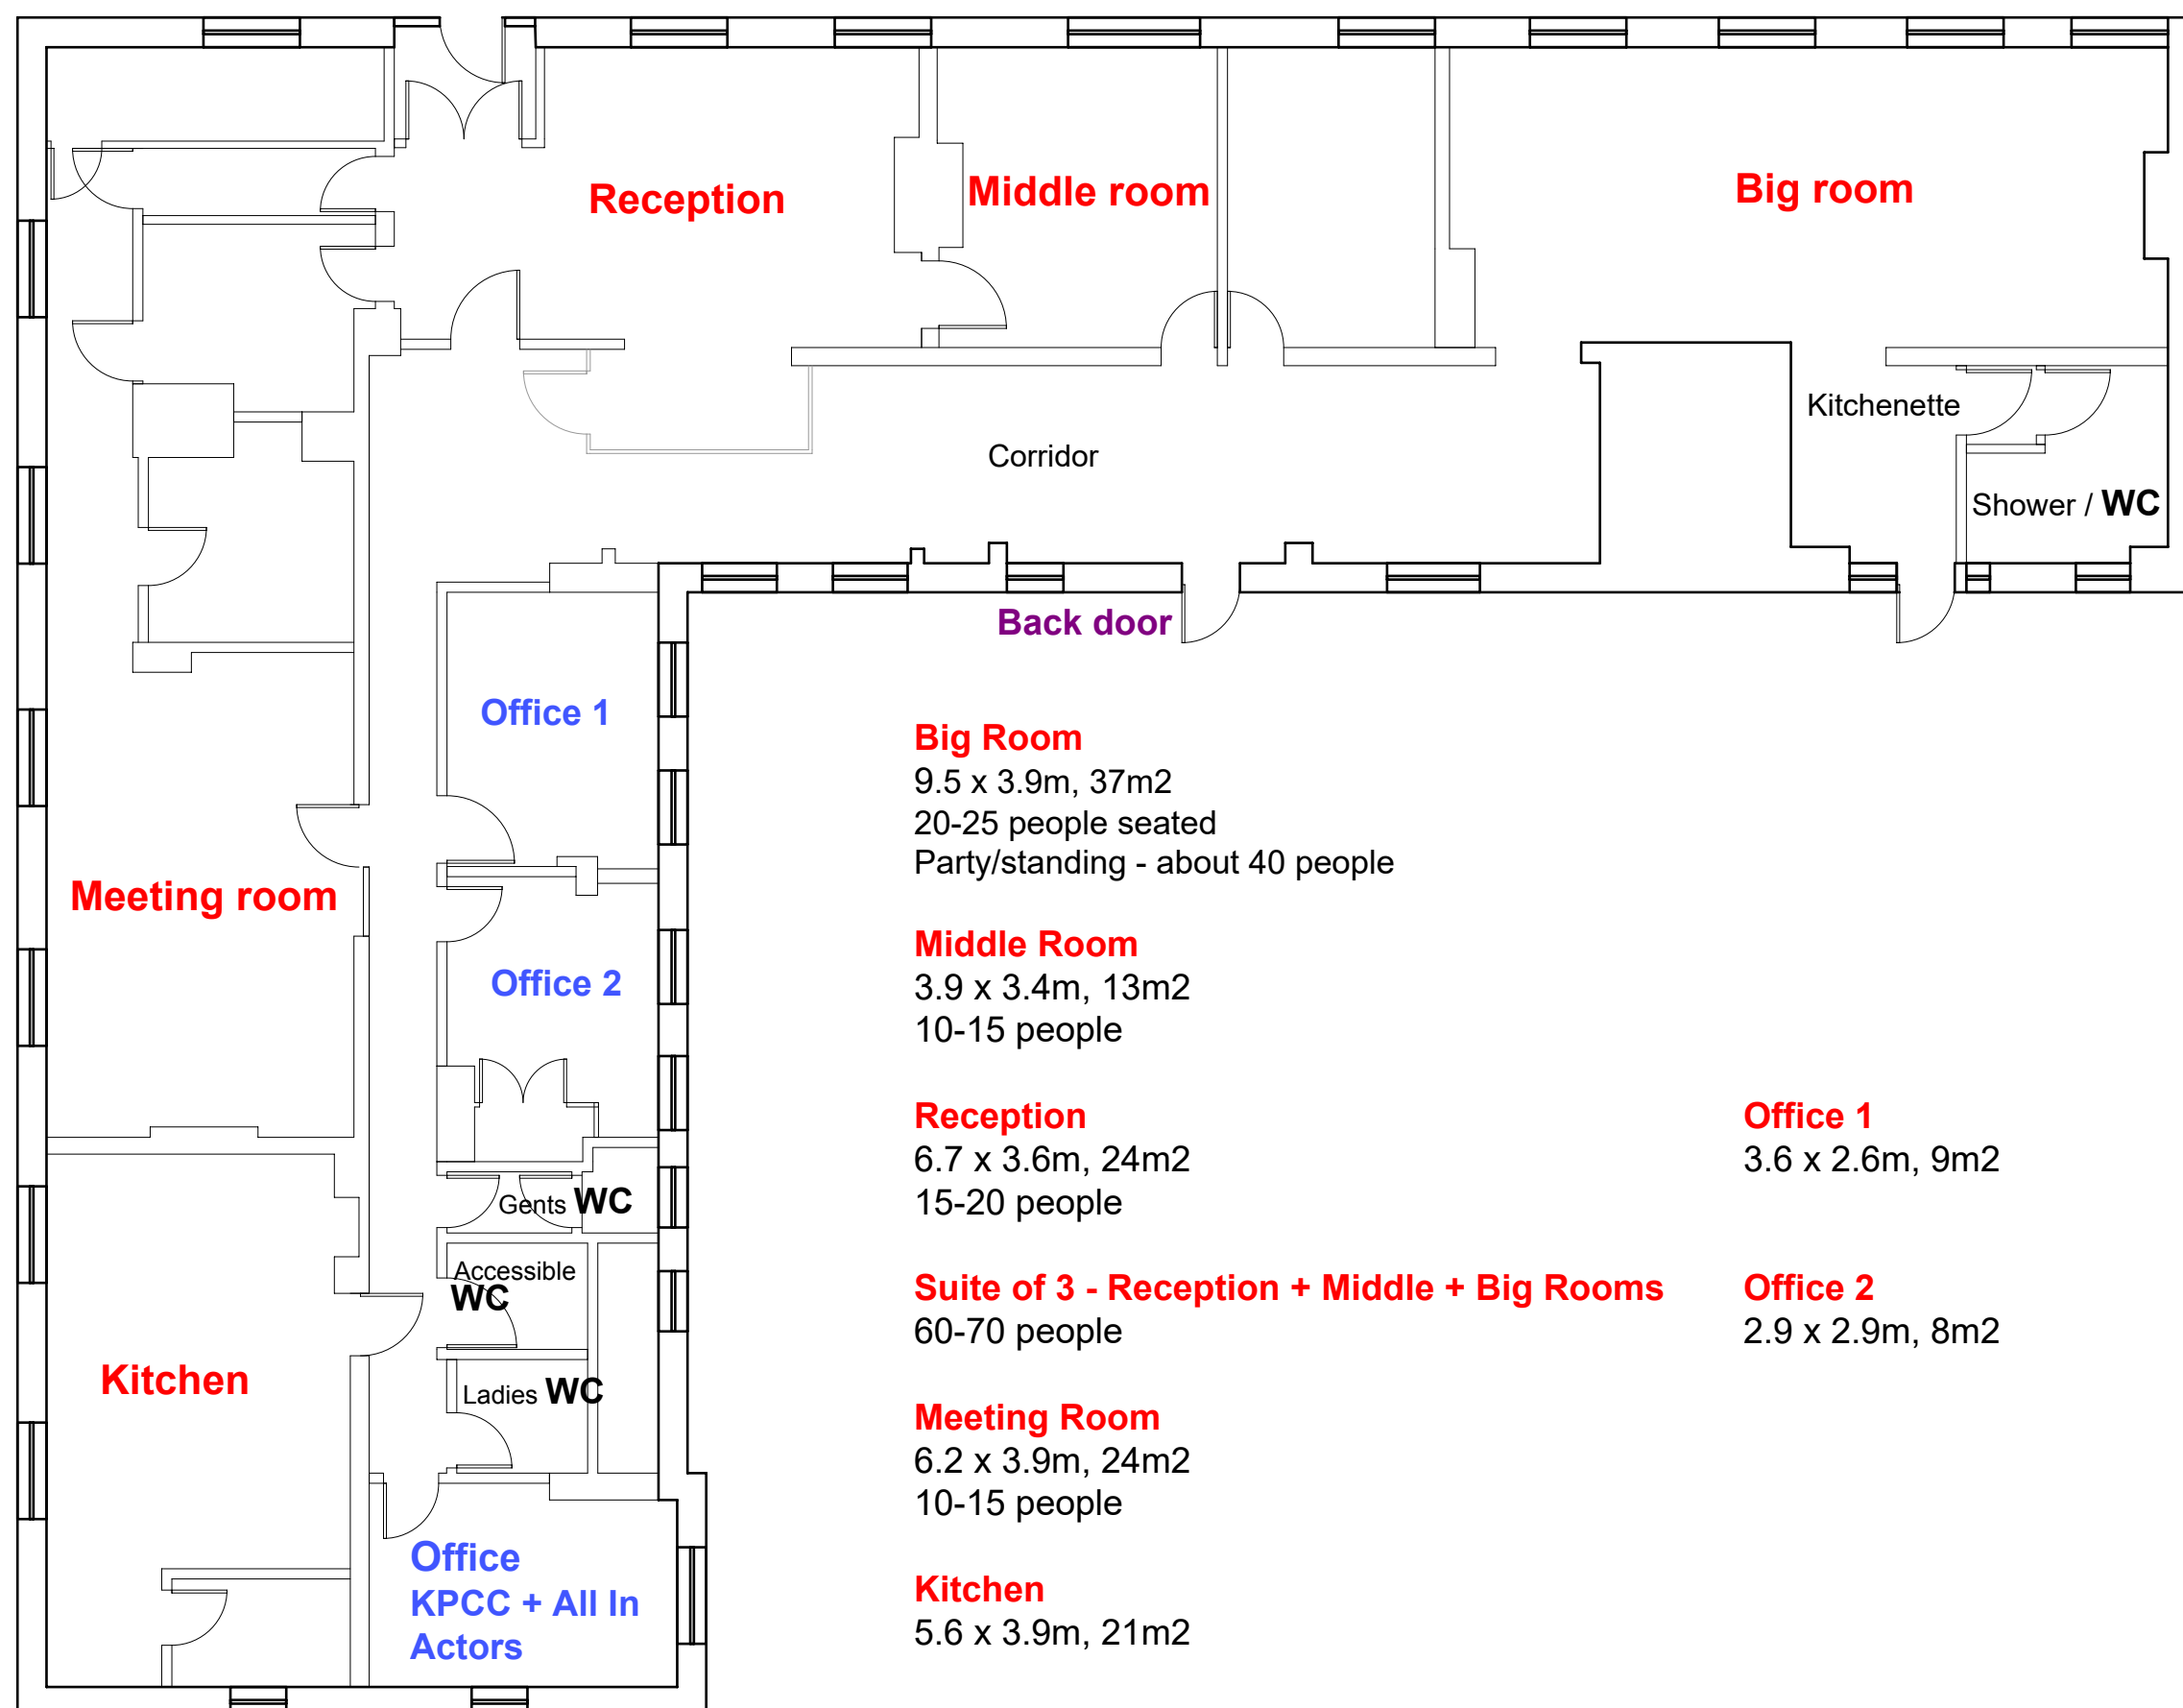 Reception
Middle room
Big room
Kitchenette
Corridor
Shower / WC
Back door
Office 1
Meeting room
Office 2
Gents WC
Accessible
WC
Kitchen
Ladies WC
Office
KPCC + All In
Actors
Big Room
9.5 x 3.9m, 37m2
20-25 people seated
Party/standing - about 40 people
Middle Room
3.9 x 3.4m, 13m2
10-15 people
Reception
6.7 x 3.6m, 24m2
15-20 people
Suite of 3 - Reception + Middle + Big Rooms
60-70 people
Meeting Room
6.2 x 3.9m, 24m2
10-15 people
Kitchen
5.6 x 3.9m, 21m2
Office 1
3.6 x 2.6m, 9m2
Office 2
2.9 x 2.9m, 8m2